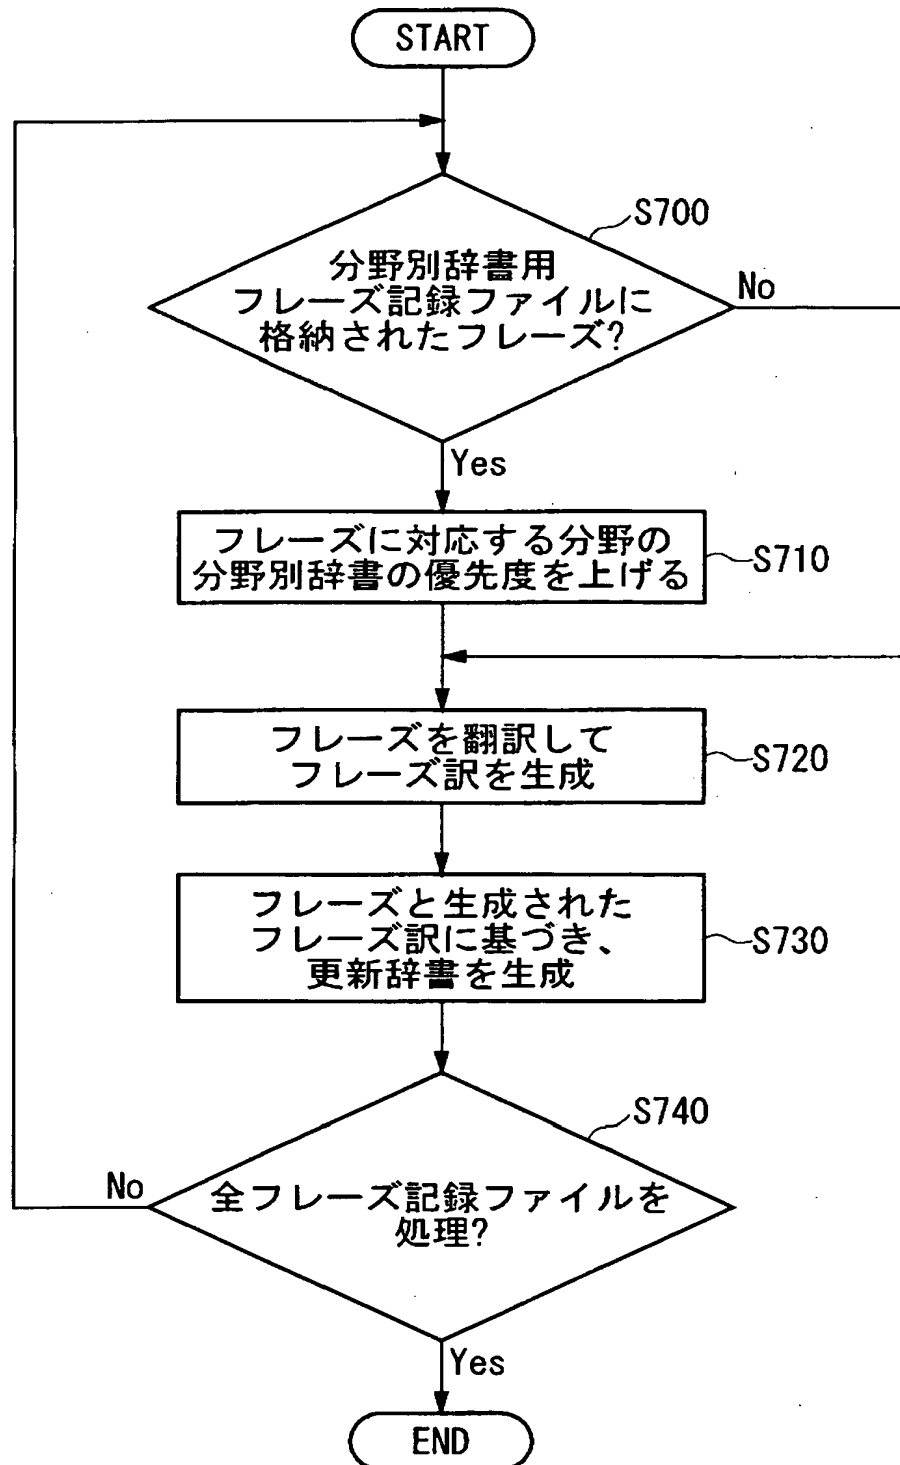 START
S700
分野別辞書用
フレーズ記録ファイルに
格納されたフレーズ?
No
Yes
フレーズに対応する分野の
分野別辞書の優先度を上げる
S710
フレーズを翻訳して
フレーズ訳を生成
S720
フレーズと生成された
フレーズ訳に基づき、
更新辞書を生成
S730
S740
No
全フレーズ記録ファイルを
処理?
Yes
END